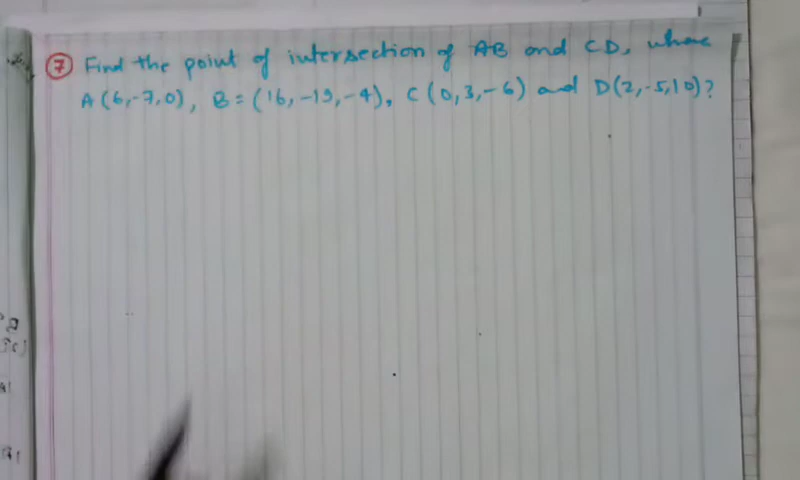 7 Find the point of intersection of AB and CD, where
A(6,-7,0), B=(16,-19,-4), C(0,3,-6) and D(2,-5,10)?